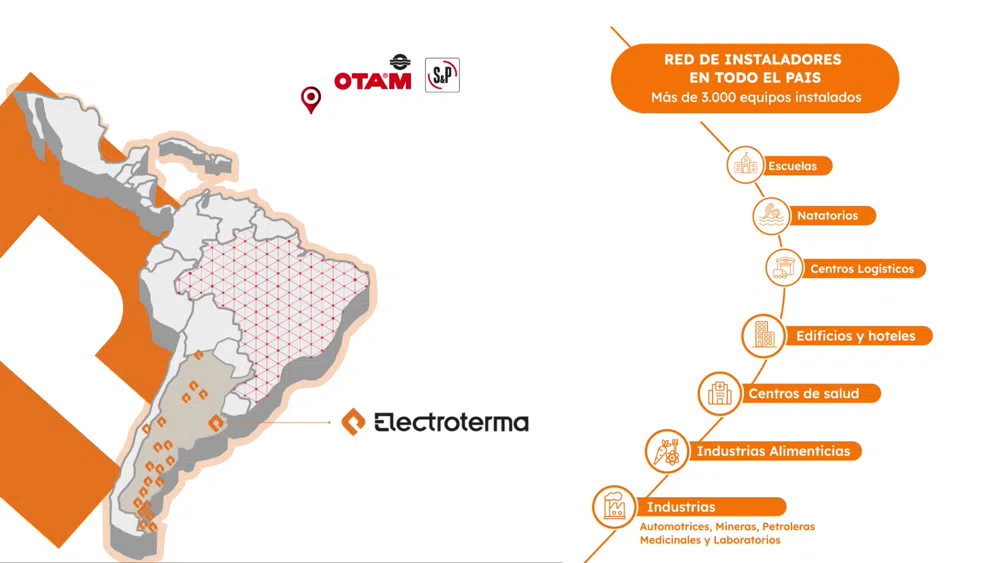 OTAM
S&P
Electroterma
RED DE INSTALADORES
EN TODO EL PAIS
Más de 3.000 equipos instalados
Escuelas
Natatorios
Centros Logísticos
Edificios y hoteles
Centros de salud
Industrias Alimenticias
Industrias
Automotrices, Mineras, Petroleras
Medicinales y Laboratorios